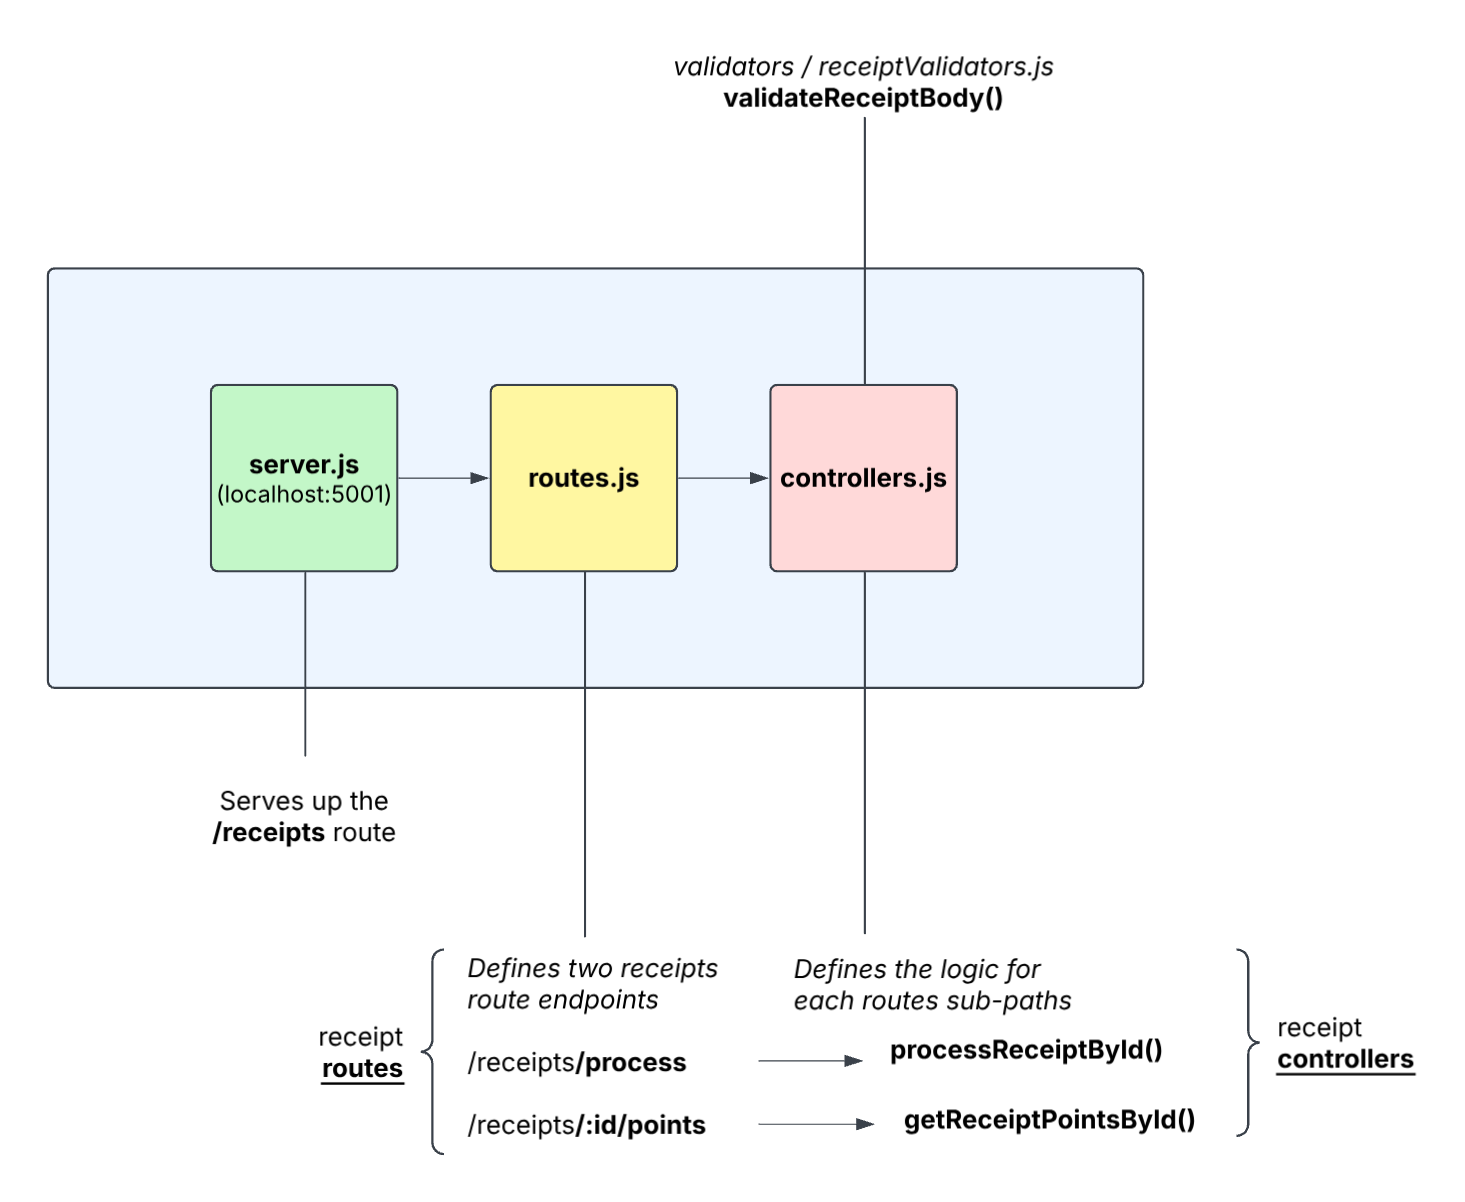 validators / receiptValidators.js
validateReceiptBody()
server.js
(localhost:5001)
routes.js
controllers.js
Serves up the
/receipts route
receipt
routes
Defines two receipts
route endpoints
/receipts/process
/receipts/:id/points
Defines the logic for
each routes sub-paths
processReceiptById()
getReceiptPointsById()
receipt
controllers